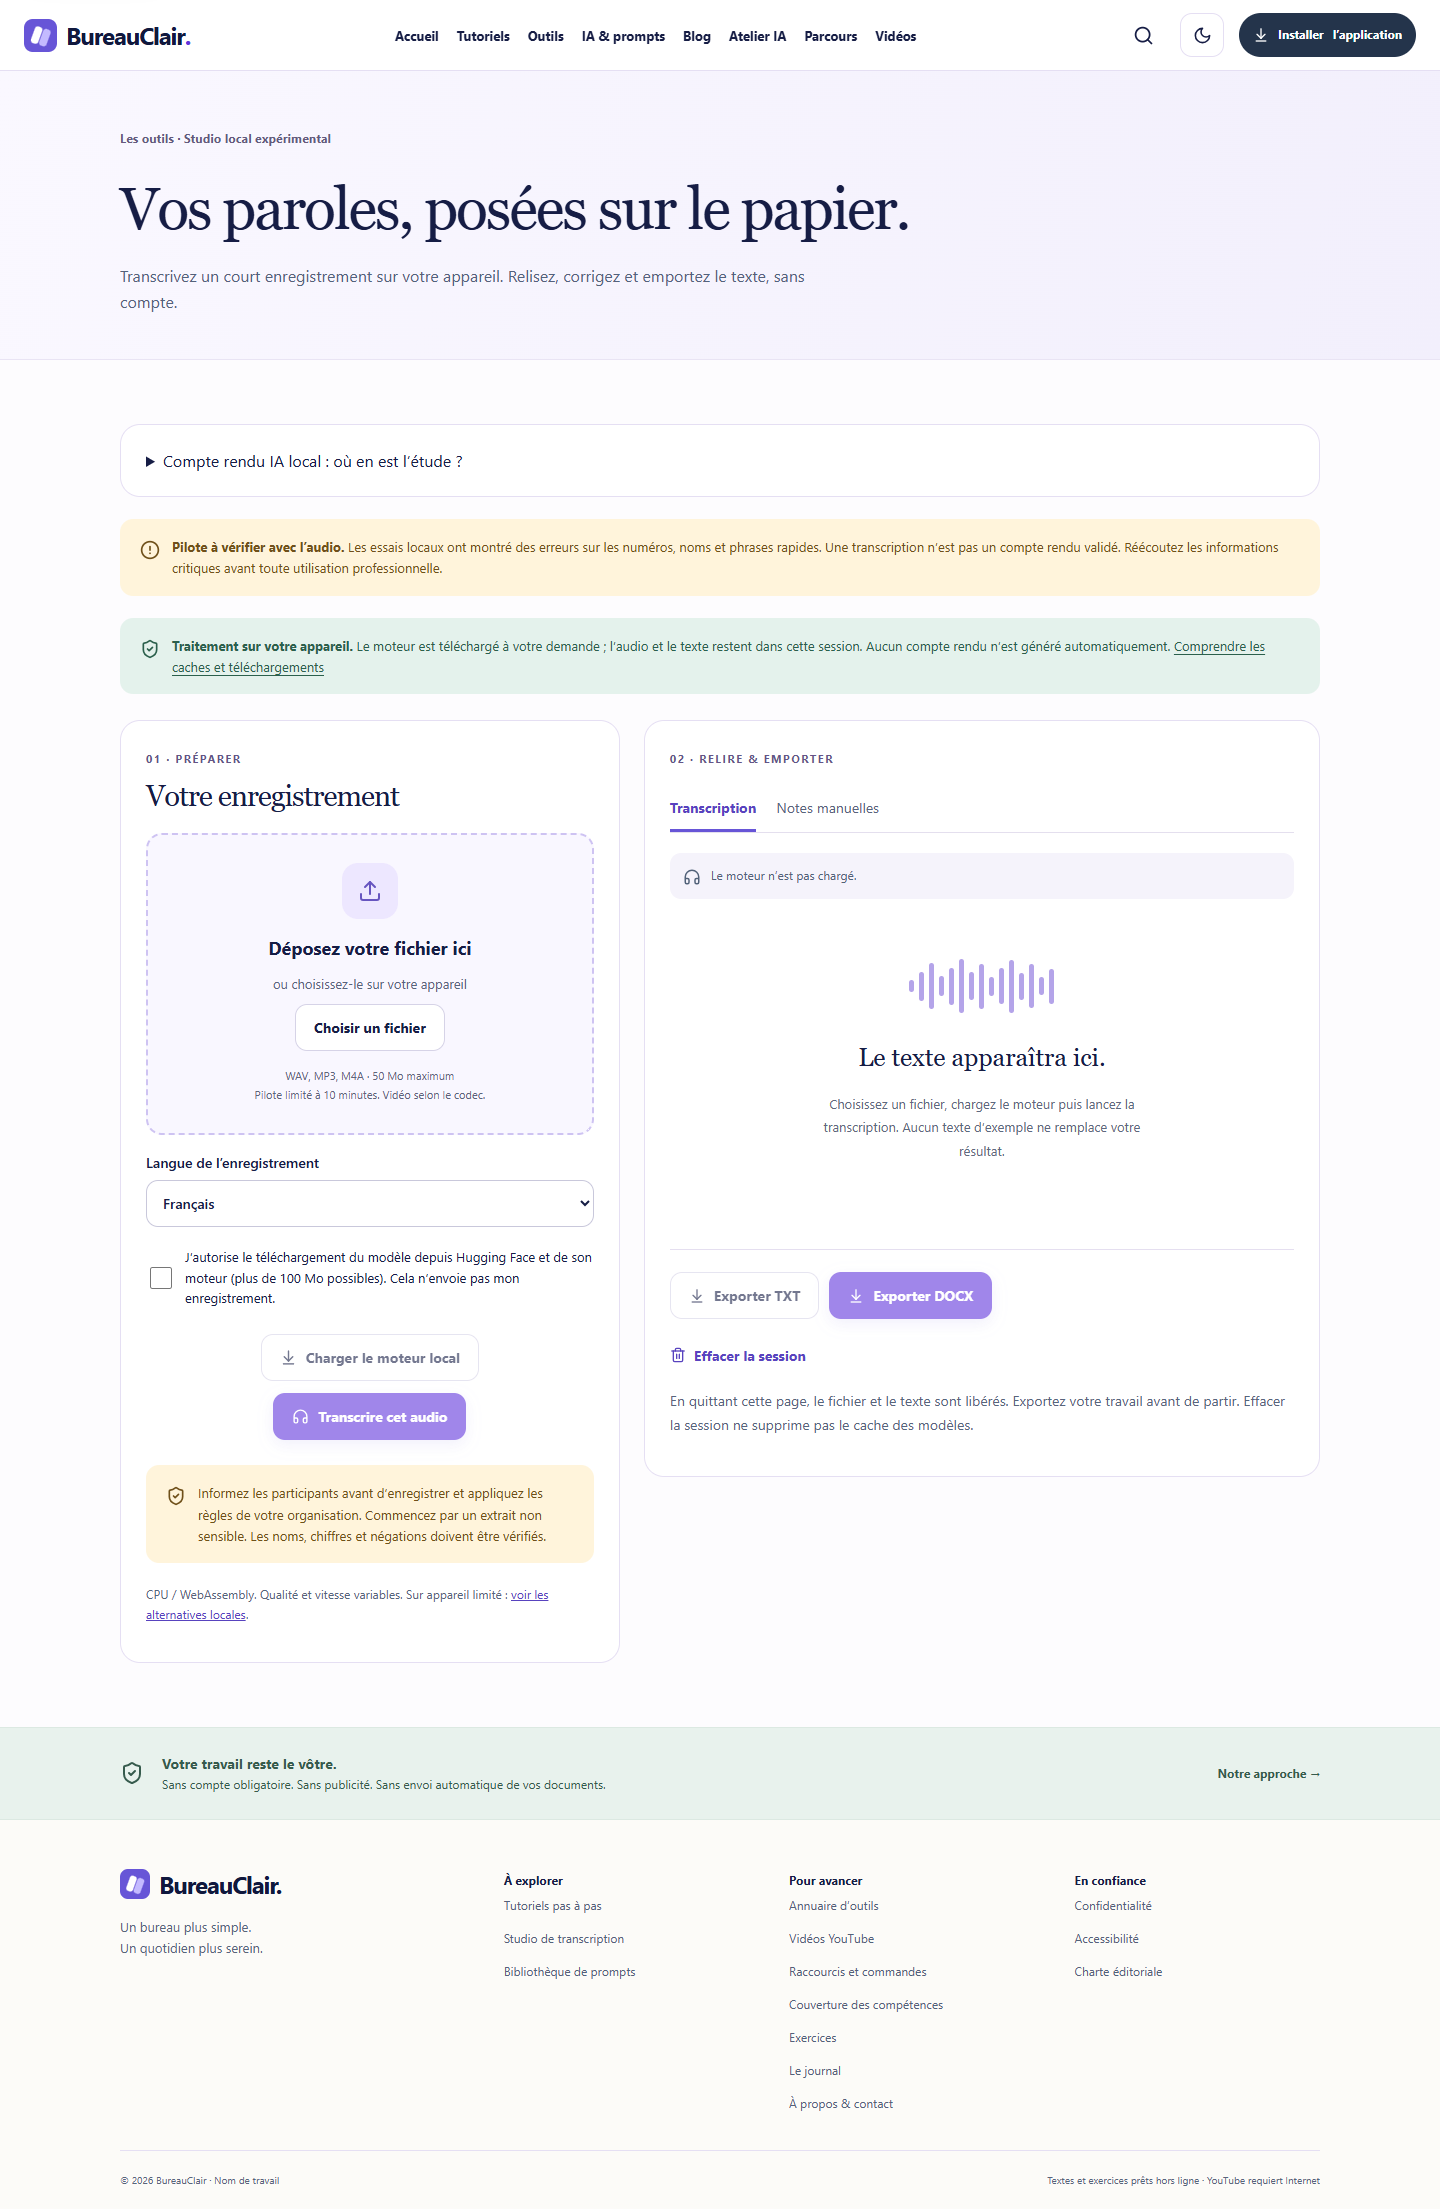 BureauClair.
Accueil
Tutoriels
Outils
IA & prompts
Blog
Atelier IA
Parcours
Vidéos
Installer l’application
Les outils · Studio local expérimental
Vos paroles, posées sur le papier.
Transcrivez un court enregistrement sur votre appareil. Relisez, corrigez et emportez le texte, sans
compte.
Compte rendu IA local : où en est l’étude ?
Pilote à vérifier avec l’audio. Les essais locaux ont montré des erreurs sur les numéros, noms et phrases rapides. Une transcription n’est pas un compte rendu validé. Réécoutez les informations
critiques avant toute utilisation professionnelle.
Traitement sur votre appareil. Le moteur est téléchargé à votre demande ; l’audio et le texte restent dans cette session. Aucun compte rendu n’est généré automatiquement. Comprendre les
caches et téléchargements
01 · PRÉPARER
Votre enregistrement
Déposez votre fichier ici
ou choisissez-le sur votre appareil
Choisir un fichier
WAV, MP3, M4A · 50 Mo maximum
Pilote limité à 10 minutes. Vidéo selon le codec.
Langue de l’enregistrement
Français
J’autorise le téléchargement du modèle depuis Hugging Face et de son
moteur (plus de 100 Mo possibles). Cela n’envoie pas mon
enregistrement.
Charger le moteur local
Transcrire cet audio
Informez les participants avant d’enregistrer et appliquez les
règles de votre organisation. Commencez par un extrait non
sensible. Les noms, chiffres et négations doivent être vérifiés.
CPU / WebAssembly. Qualité et vitesse variables. Sur appareil limité : voir les
alternatives locales.
02 · RELIRE & EMPORTER
Transcription
Notes manuelles
Le moteur n’est pas chargé.
Le texte apparaîtra ici.
Choisissez un fichier, chargez le moteur puis lancez la
transcription. Aucun texte d’exemple ne remplace votre
résultat.
Exporter TXT
Exporter DOCX
Effacer la session
En quittant cette page, le fichier et le texte sont libérés. Exportez votre travail avant de partir. Effacer
la session ne supprime pas le cache des modèles.
Votre travail reste le vôtre.
Sans compte obligatoire. Sans publicité. Sans envoi automatique de vos documents.
Notre approche →
BureauClair.
Un bureau plus simple.
Un quotidien plus serein.
À explorer
Tutoriels pas à pas
Studio de transcription
Bibliothèque de prompts
Pour avancer
Annuaire d’outils
Vidéos YouTube
Raccourcis et commandes
Couverture des compétences
Exercices
Le journal
À propos & contact
En confiance
Confidentialité
Accessibilité
Charte éditoriale
© 2026 BureauClair · Nom de travail
Textes et exercices prêts hors ligne · YouTube requiert Internet